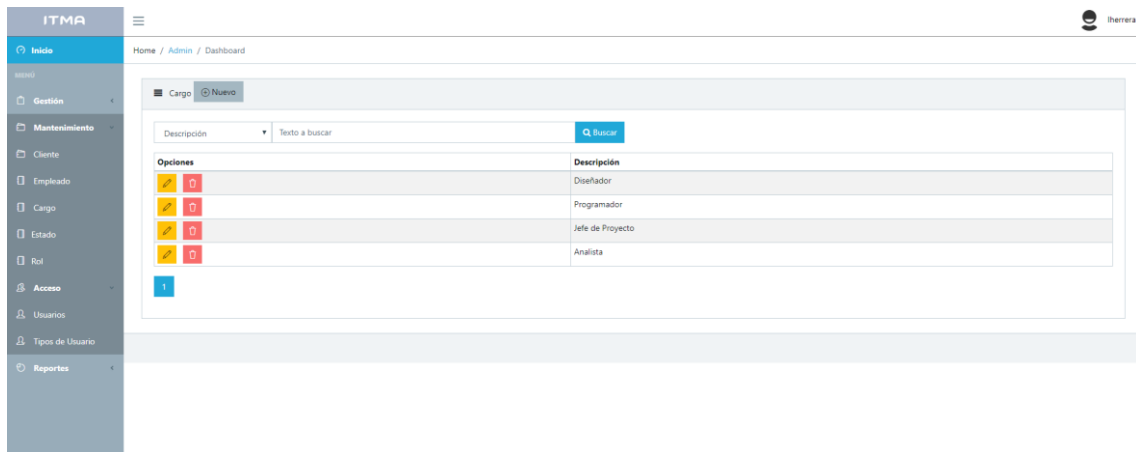 ITMA
lherrera
Inicio
Home / Admin / Dashboard
MENÚ
Gestión
Mantenimiento
Cliente
Empleado
Cargo
Estado
Rol
Acceso
Usuarios
Tipos de Usuario
Reportes
Cargo Nuevo
Descripción Texto a buscar Buscar
Opciones Descripción
Diseñador
Programador
Jefe de Proyecto
Analista
1